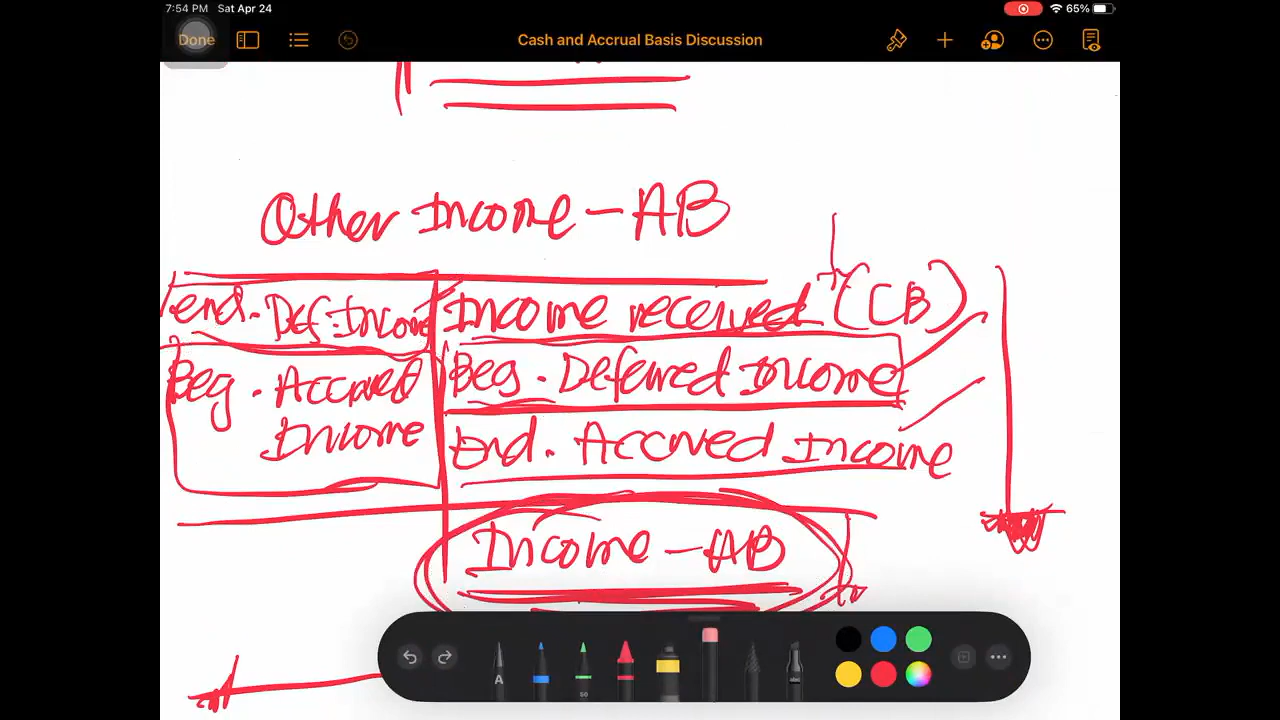 7:54 PM Sat Apr 24
65%
Done
Cash and Accrual Basis Discussion
Other Income - AB
end. Def. Income
Income received (CB)
Beg. Accrued
Income
Beg. Deferred Income
End. Accrued Income
Income - AB
A
50